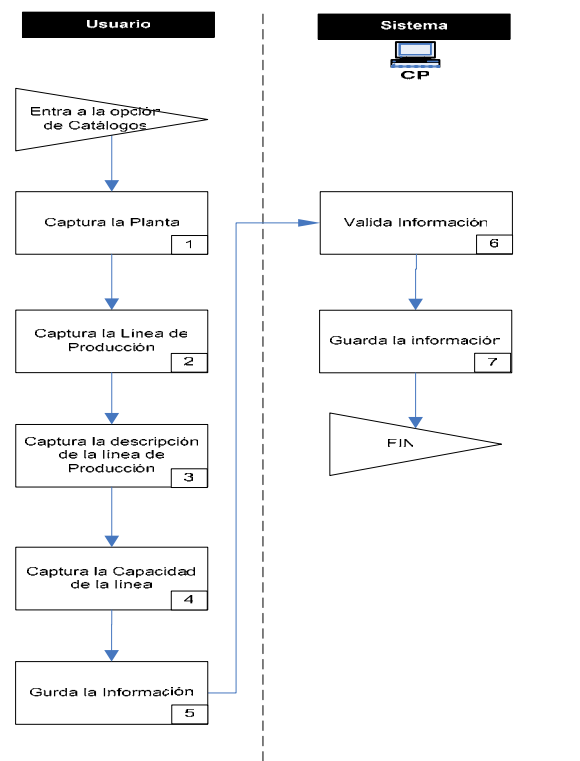 Usuario
Entra a la opción
de Catálogos
Captura la Planta
1
Captura la Linea de
Producción
2
Captura la descripción
de la linea de
Producción
3
Captura la Capacidad
de la línea
4
Gurda la Información
5
Sistema
CP
Valida Información
6
Guarda la información
7
FIN